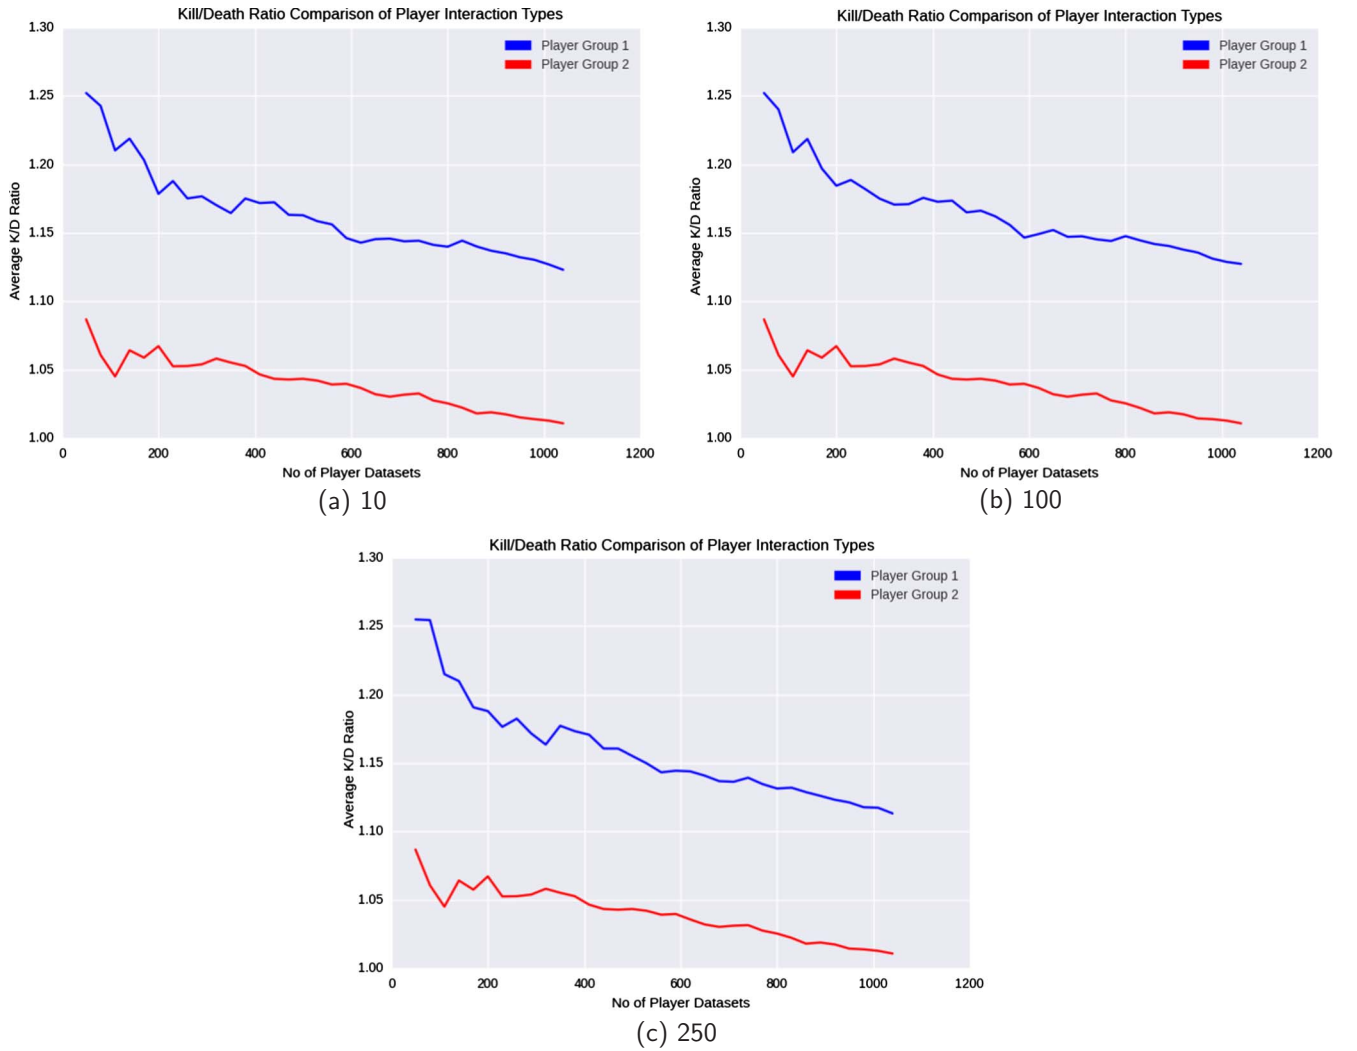 Kill/Death Ratio Comparison of Player Interaction Types
1.30
1.25
1.20
1.15
1.10
1.05
1.00
Average K/D Ratio
Player Group 1
Player Group 2
0 200 400 600 800 1000 1200
No of Player Datasets
(a) 10
Kill/Death Ratio Comparison of Player Interaction Types
1.30
1.25
1.20
1.15
1.10
1.05
1.00
Average K/D Ratio
Player Group 1
Player Group 2
0 200 400 600 800 1000 1200
No of Player Datasets
(b) 100
Kill/Death Ratio Comparison of Player Interaction Types
1.30
1.25
1.20
1.15
1.10
1.05
1.00
Average K/D Ratio
Player Group 1
Player Group 2
0 200 400 600 800 1000 1200
No of Player Datasets
(c) 250